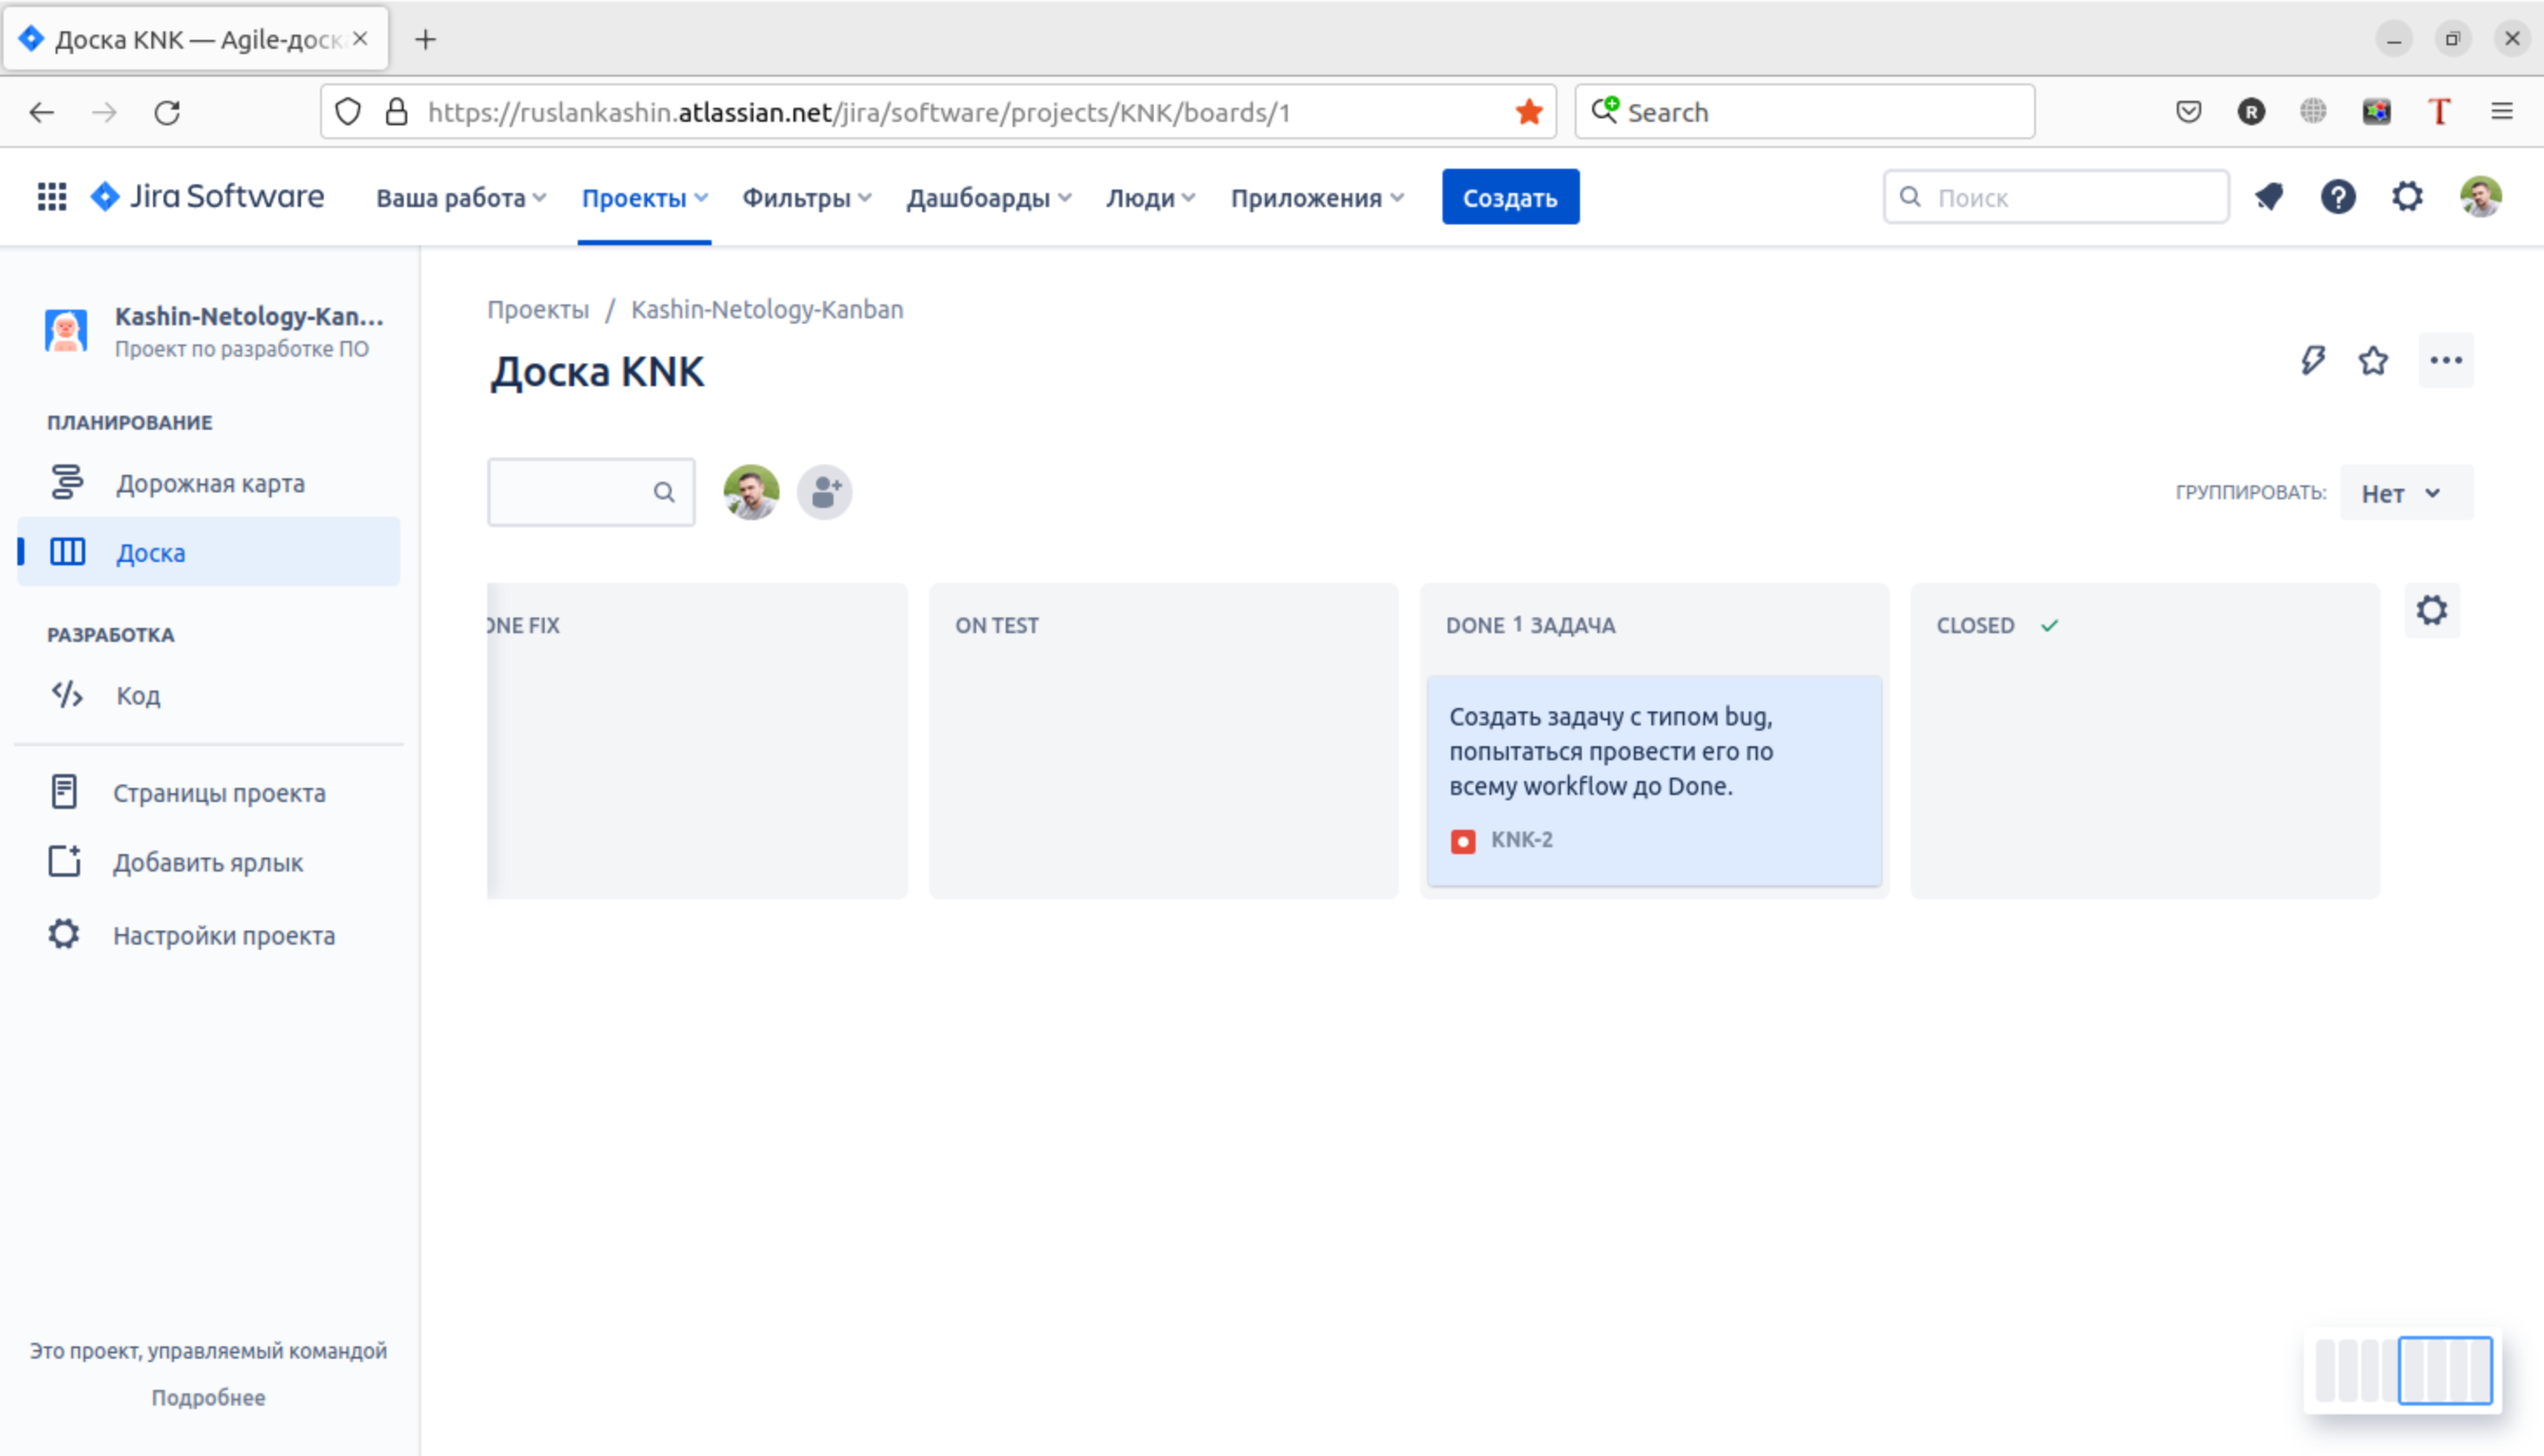 Доска KNK — Agile-доск
https://ruslankashin.atlassian.net/jira/software/projects/KNK/boards/1
Search
R
T
Jira Software
Ваша работа
Проекты
Фильтры
Дашбоарды
Люди
Приложения
Создать
Поиск
Kashin-Netology-Kan...
Проект по разработке ПО
ПЛАНИРОВАНИЕ
Дорожная карта
Доска
РАЗРАБОТКА
Код
Страницы проекта
Добавить ярлык
Настройки проекта
Это проект, управляемый командой
Подробнее
Проекты / Kashin-Netology-Kanban
Доска KNK
ГРУППИРОВАТЬ: Нет
ONE FIX
ON TEST
DONE 1 ЗАДАЧА
Создать задачу с типом bug,
попытаться провести его по
всему workflow до Done.
KNK-2
CLOSED